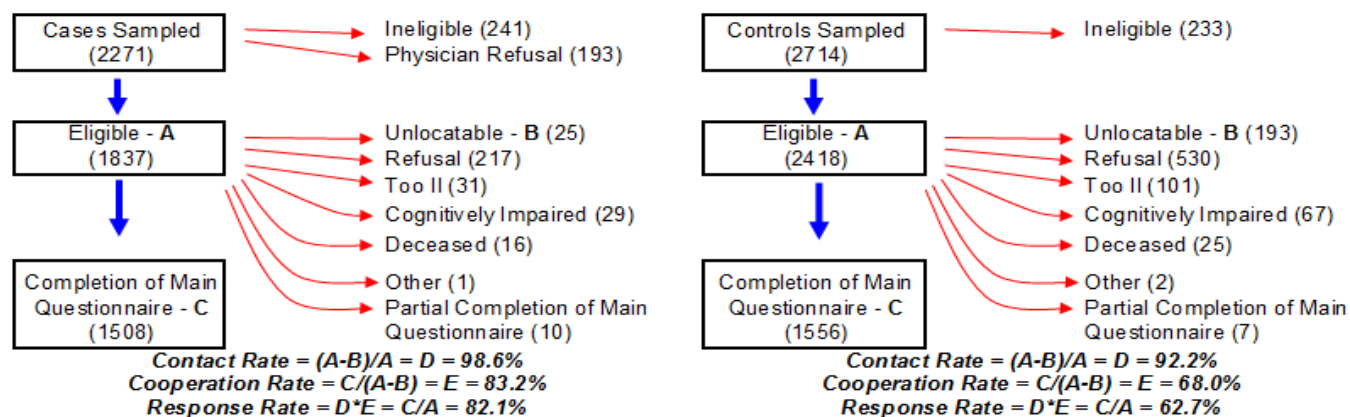 Cases Sampled
(2271)
Ineligible (241)
Physician Refusal (193)
Eligible - A
(1837)
Unlocatable - B (25)
Refusal (217)
Too Il (31)
Cognitively Impaired (29)
Deceased (16)
Other (1)
Partial Completion of Main
Questionnaire (10)
Completion of Main
Questionnaire - C
(1508)
Contact Rate = (A-B)/A = D = 98.6%
Cooperation Rate = C/(A-B) = E = 83.2%
Response Rate = D*E = C/A = 82.1%
Controls Sampled
(2714)
Ineligible (233)
Eligible - A
(2418)
Unlocatable - B (193)
Refusal (530)
Too Il (101)
Cognitively Impaired (67)
Deceased (25)
Other (2)
Partial Completion of Main
Questionnaire (7)
Completion of Main
Questionnaire - C
(1556)
Contact Rate = (A-B)/A = D = 92.2%
Cooperation Rate = C/(A-B) = E = 68.0%
Response Rate = D*E = C/A = 62.7%